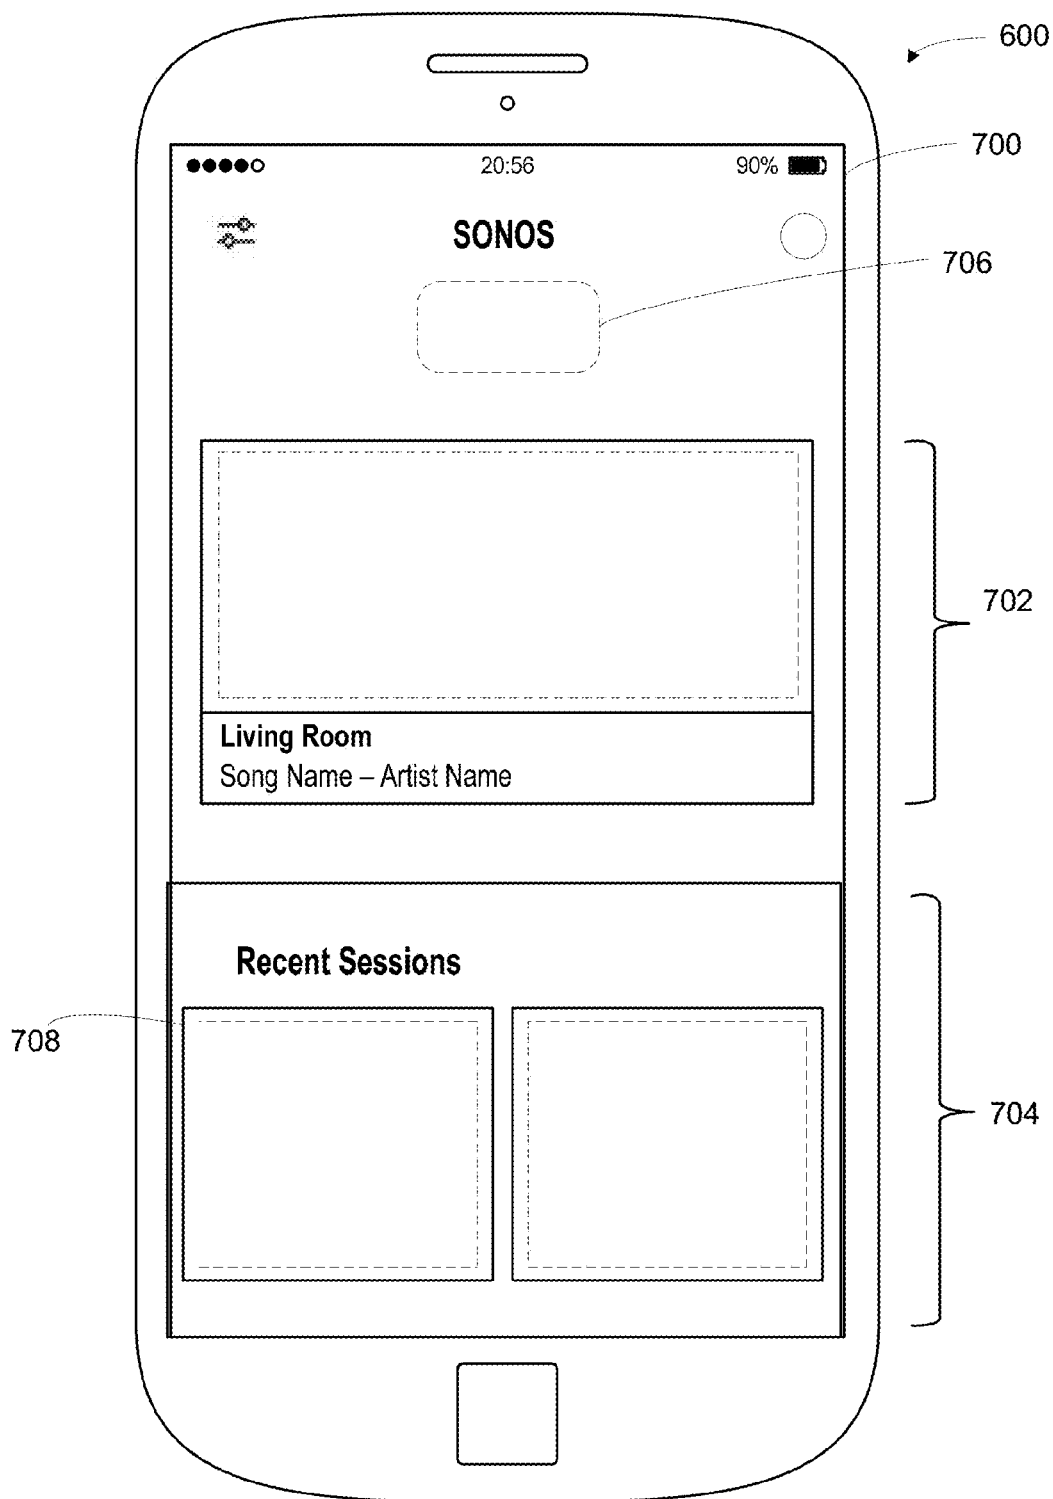 600
700
20:56
90%
SONOS
706
702
Living Room
Song Name – Artist Name
Recent Sessions
708
704